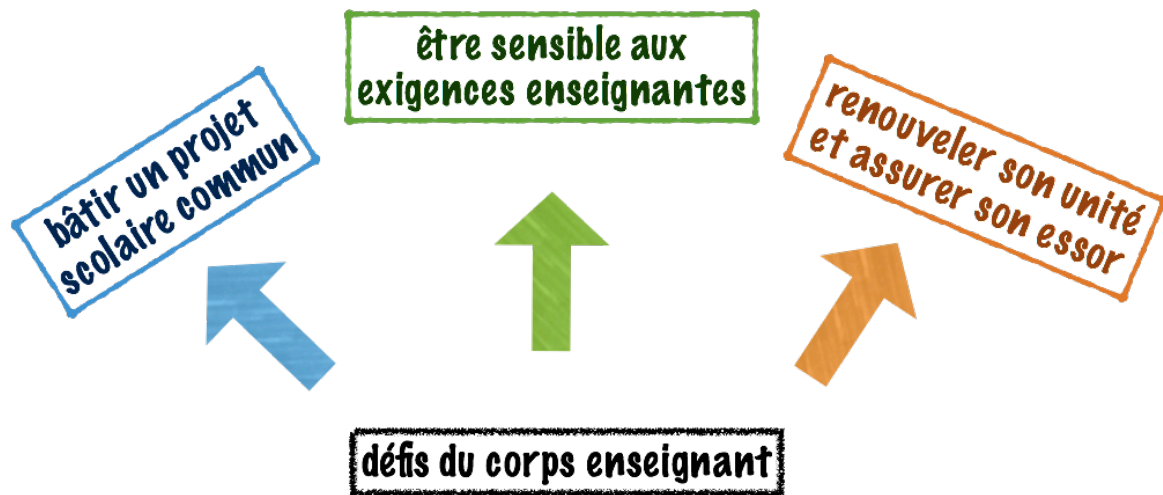 être sensible aux
exigences enseignantes
bâtir un projet
scolaire commun
renouveler son unité
et assurer son essor
défis du corps enseignant